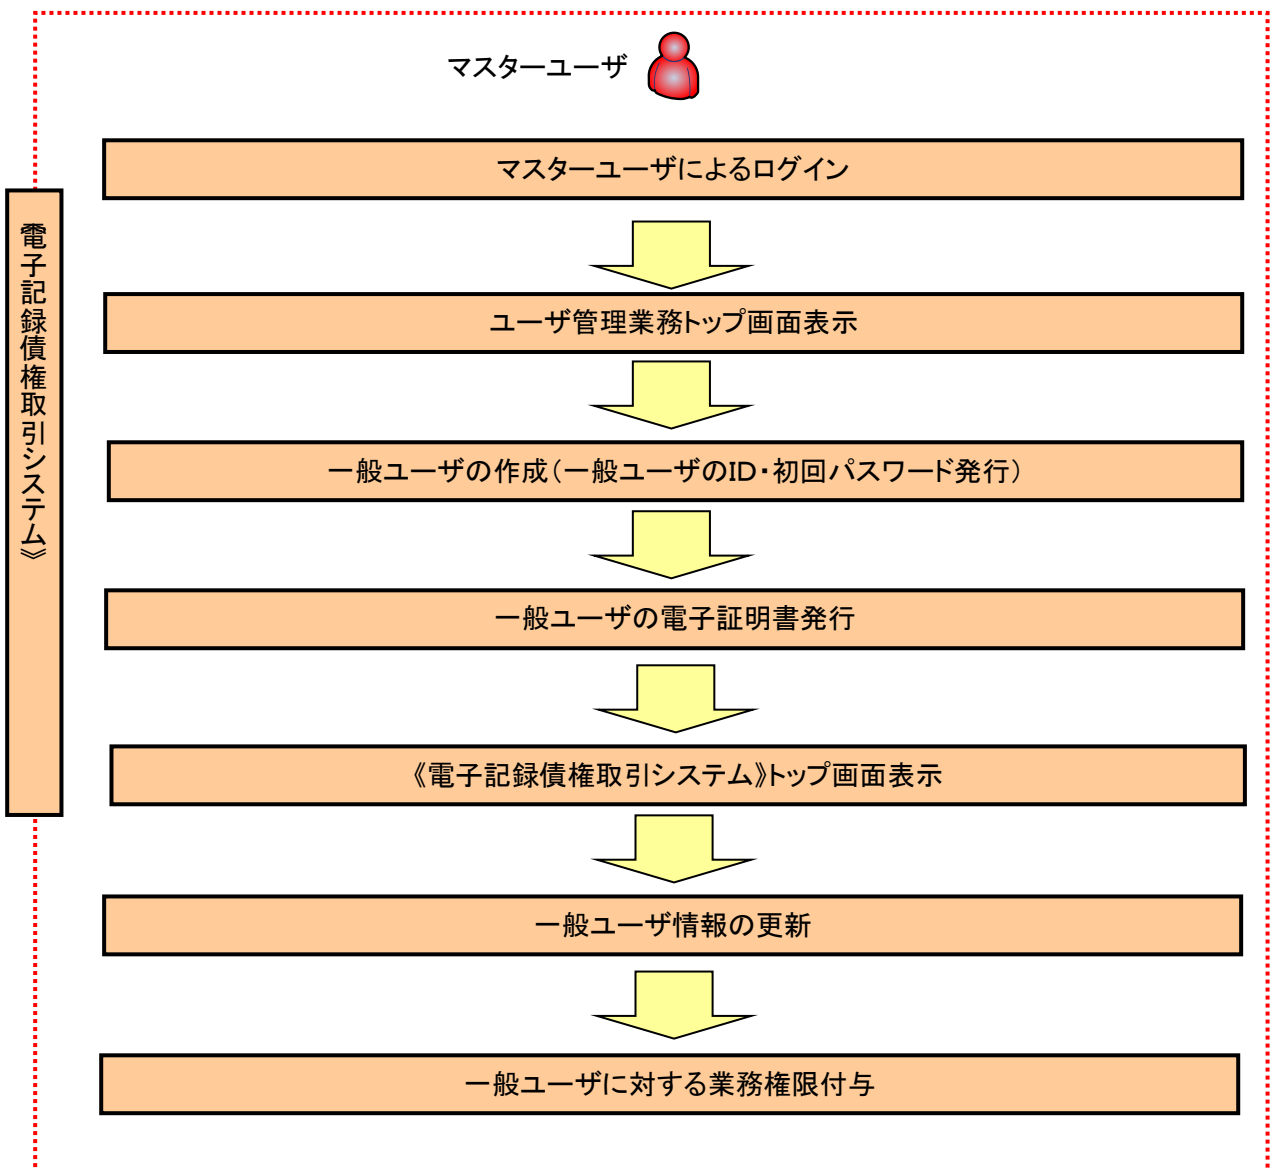 マスターユーザ
マスターユーザによるログイン
《電子記録債権取引システム》
ユーザ管理業務トップ画面表示
一般ユーザの作成（一般ユーザのID・初回パスワード発行）
一般ユーザの電子証明書発行
《電子記録債権取引システム》トップ画面表示
一般ユーザ情報の更新
一般ユーザに対する業務権限付与